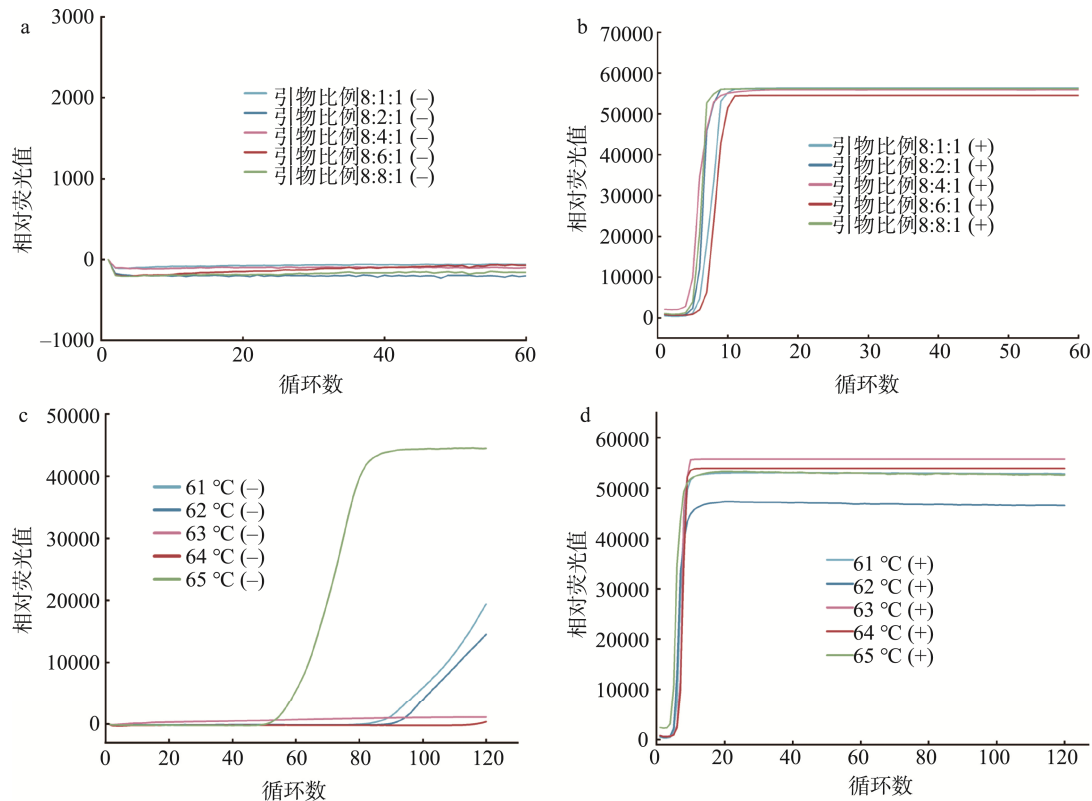 a
3000
2000
1000
0
–1000
相对荧光值
引物比例8:1:1 (–)
引物比例8:2:1 (–)
引物比例8:4:1 (–)
引物比例8:6:1 (–)
引物比例8:8:1 (–)
0 20 40 60
循环数
b
70000
60000
50000
40000
30000
20000
10000
0
相对荧光值
引物比例8:1:1 (+)
引物比例8:2:1 (+)
引物比例8:4:1 (+)
引物比例8:6:1 (+)
引物比例8:8:1 (+)
0 10 20 30 40 50 60
循环数
c
50000
40000
30000
20000
10000
0
相对荧光值
61 ℃ (–)
62 ℃ (–)
63 ℃ (–)
64 ℃ (–)
65 ℃ (–)
0 20 40 60 80 100 120
循环数
d
60000
50000
40000
30000
20000
10000
0
相对荧光值
61 ℃ (+)
62 ℃ (+)
63 ℃ (+)
64 ℃ (+)
65 ℃ (+)
0 20 40 60 80 100 120
循环数